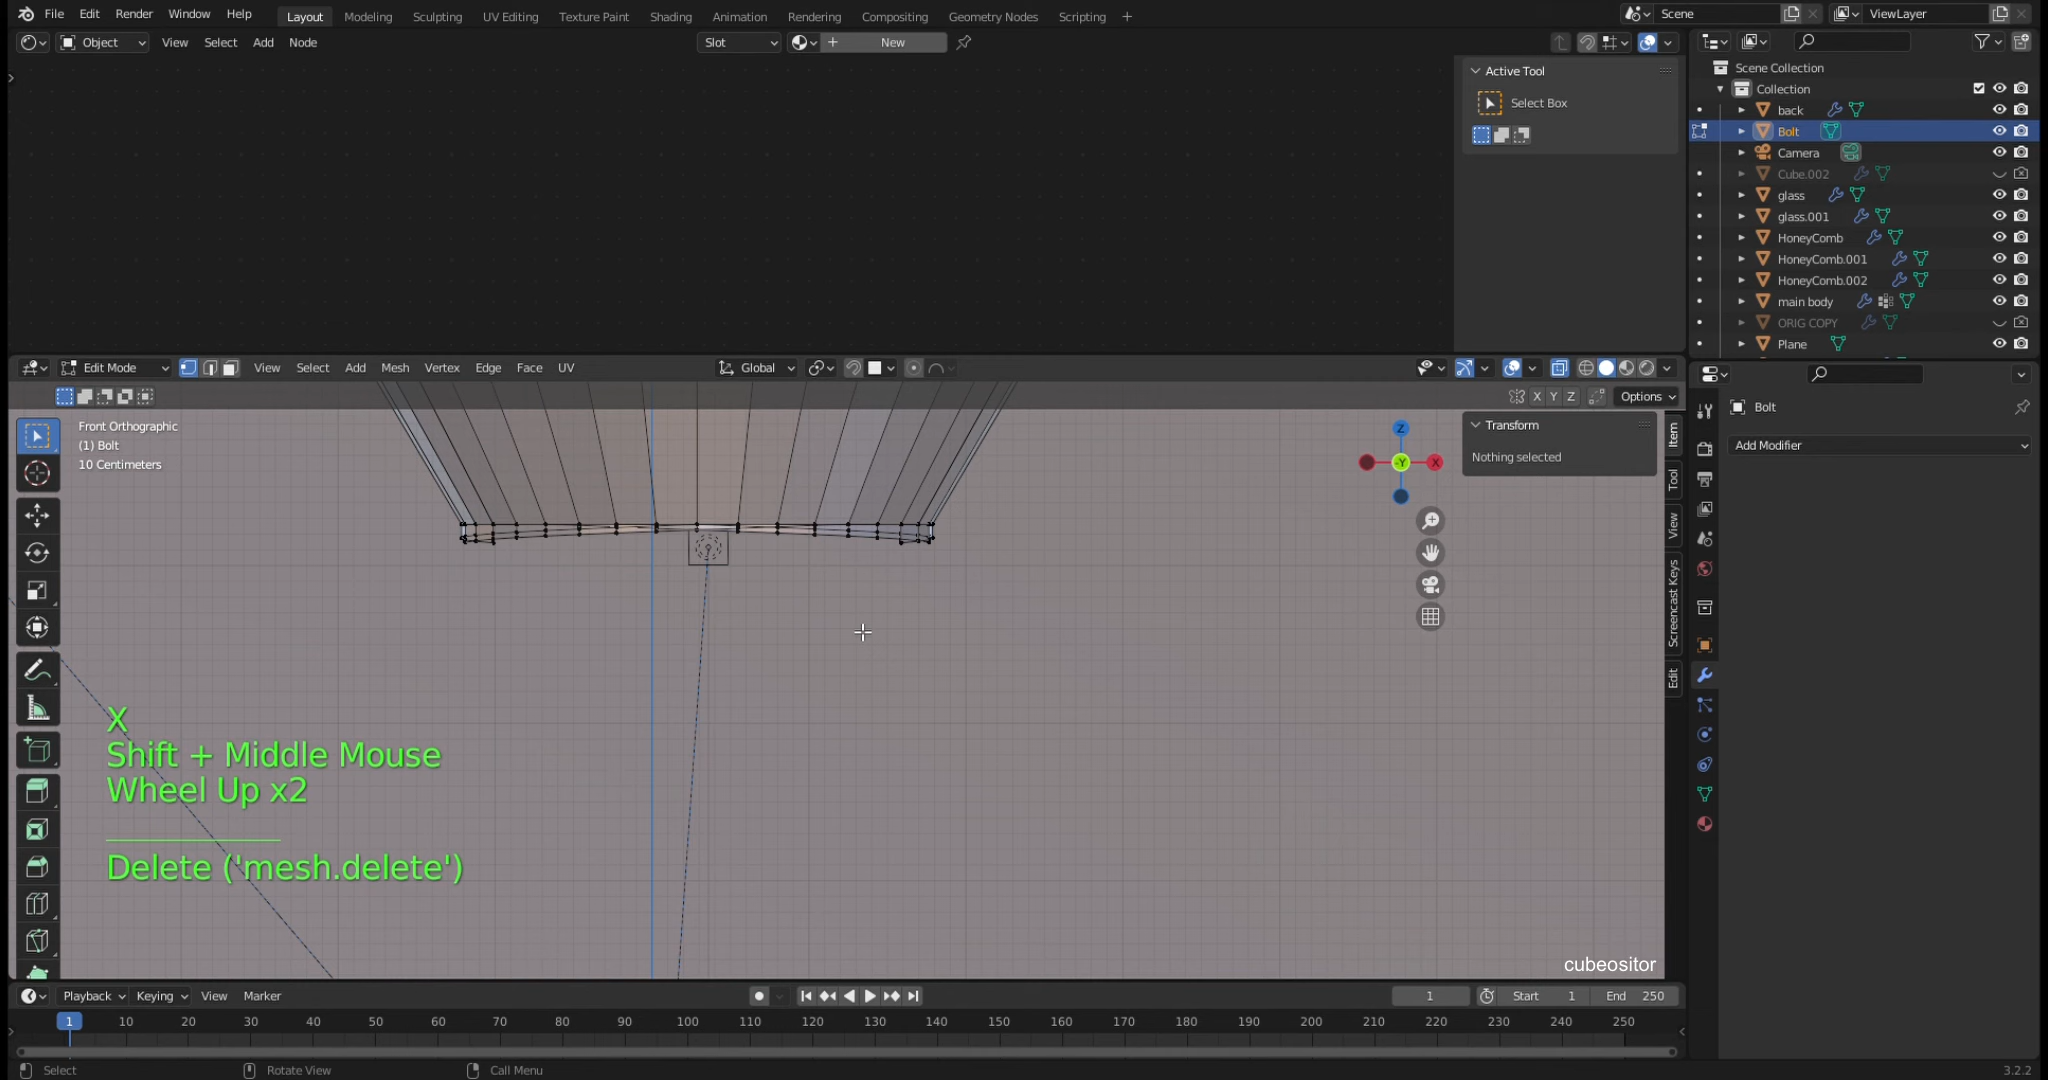 File Edit Render Window Help
Layout Modeling Sculpting UV Editing Texture Paint Shading Animation Rendering Compositing Geometry Nodes Scripting +
Scene
ViewLayer
Object View Select Add Node
Slot
New
Active Tool
Select Box
Scene Collection
Collection
back
Bolt
Camera
Cube.002
glass
glass.001
HoneyComb
HoneyComb.001
HoneyComb.002
main body
ORIG COPY
Plane
Edit Mode View Select Add Mesh Vertex Edge Face UV
Global
X Y Z Options
Front Orthographic
(1) Bolt
10 Centimeters
Z
-Y
X
Transform
Nothing selected
Item
Tool
View
Screencast Keys
Edit
Bolt
Add Modifier
X
Shift + Middle Mouse
Wheel Up x2
Delete ('mesh.delete')
cubeositor
Playback Keying View Marker
1 Start 1 End 250
1 10 20 30 40 50 60 70 80 90 100 110 120 130 140 150 160 170 180 190 200 210 220 230 240 250
Select Rotate View Call Menu
3.2.2